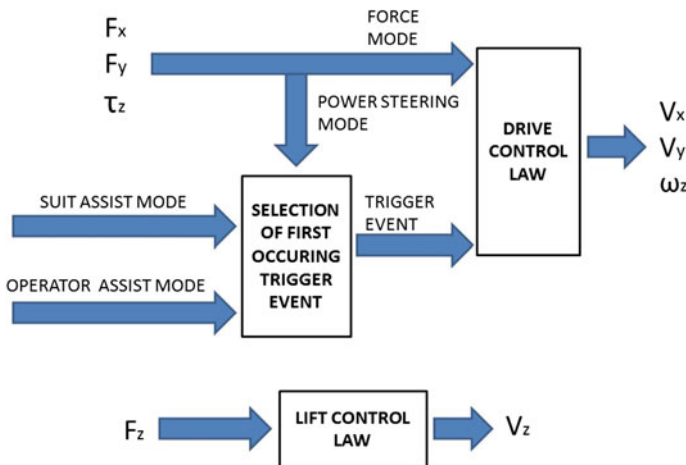 Fx
Fy
τz
FORCE
MODE
POWER STEERING
MODE
DRIVE
CONTROL
LAW
Vx
Vy
ωz
SUIT ASSIST MODE
OPERATOR ASSIST MODE
SELECTION
OF FIRST
OCCURING
TRIGGER
EVENT
TRIGGER
EVENT
Fz
LIFT CONTROL
LAW
Vz